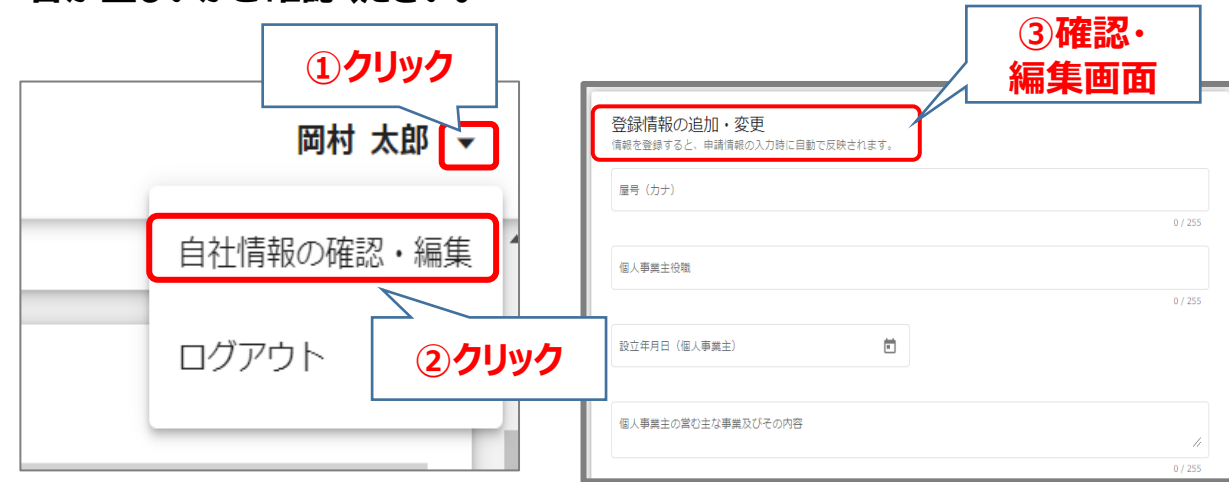 ①クリック
岡村 太郎
自社情報の確認・編集
ログアウト
②クリック
③確認・
編集画面
登録情報の追加・変更
情報を登録すると、申請情報の入力時に自動で反映されます。
屋号（カナ）
0 / 255
個人事業主役職
0 / 255
設立年月日（個人事業主）
個人事業主の営む主な事業及びその内容
0 / 255